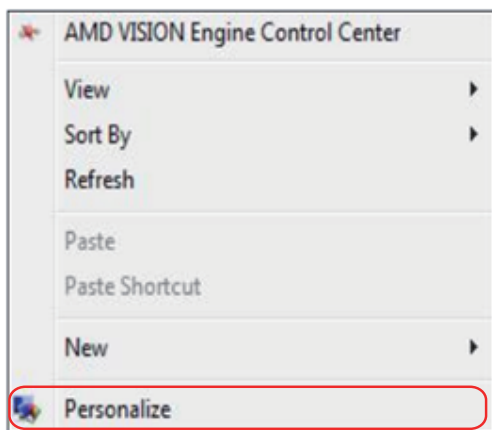 AMD VISION Engine Control Center
View
Sort By
Refresh
Paste
Paste Shortcut
New
Personalize